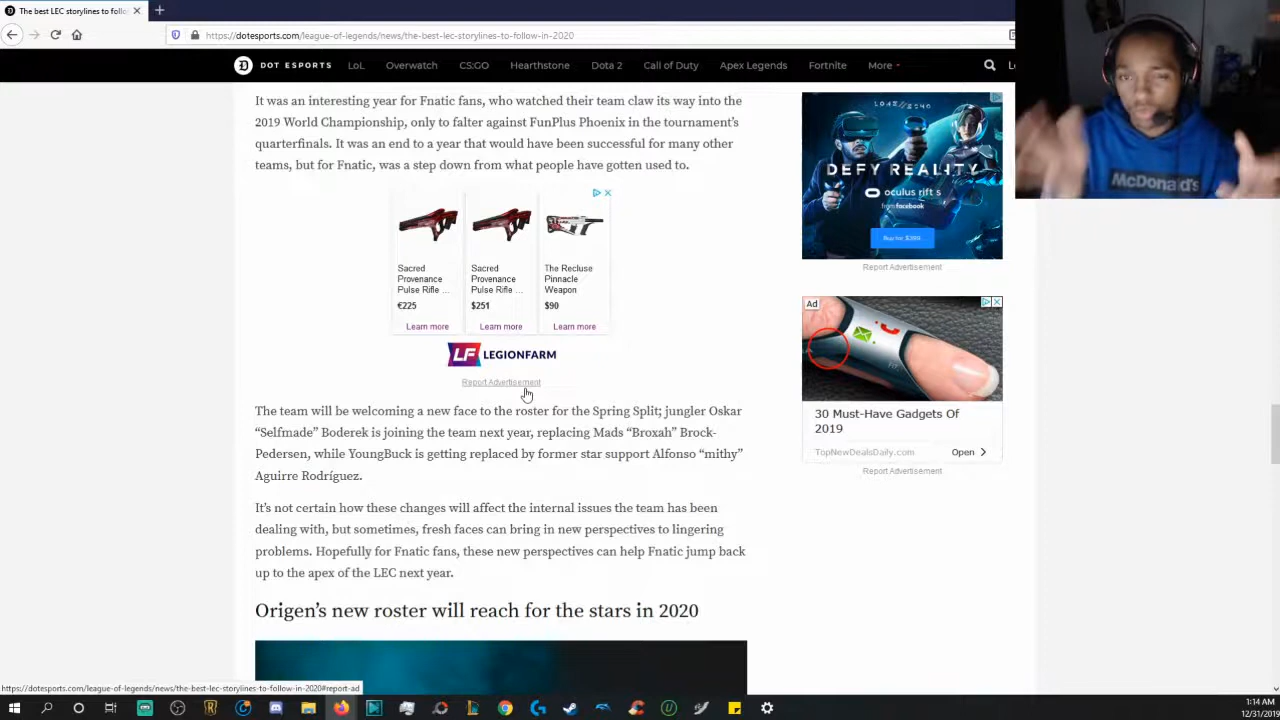 The best LEC storylines to follo
https://dotesports.com/league-of-legends/news/the-best-lec-storylines-to-follow-in-2020
DOT ESPORTS LoL Overwatch CS:GO Hearthstone Dota 2 Call of Duty Apex Legends Fortnite More
It was an interesting year for Fnatic fans, who watched their team claw its way into the
2019 World Championship, only to falter against FunPlus Phoenix in the tournament's
quarterfinals. It was an end to a year that would have been successful for many other
teams, but for Fnatic, was a step down from what people have gotten used to.
Sacred
Provenance
Pulse Rifle ...
€225
Learn more
Sacred
Provenance
Pulse Rifle ...
$251
Learn more
The Recluse
Pinnacle
Weapon
$90
Learn more
LF LEGIONFARM
Report Advertisement
The team will be welcoming a new face to the roster for the Spring Split; jungler Oskar
“Selfmade” Boderek is joining the team next year, replacing Mads “Broxah” Brock-
Pedersen, while YoungBuck is getting replaced by former star support Alfonso “mithy”
Aguirre Rodríguez.
It's not certain how these changes will affect the internal issues the team has been
dealing with, but sometimes, fresh faces can bring in new perspectives to lingering
problems. Hopefully for Fnatic fans, these new perspectives can help Fnatic jump back
up to the apex of the LEC next year.
Origen's new roster will reach for the stars in 2020
DEFY REALITY
oculus rift s
from facebook
Report Advertisement
Ad
30 Must-Have Gadgets Of
2019
TopNewDealsDaily.com Open
Report Advertisement
McDonald's
https://dotesports.com/league-of-legends/news/the-best-lec-storylines-to-follow-in-2020#report-ad
1:14 AM
12/31/2019